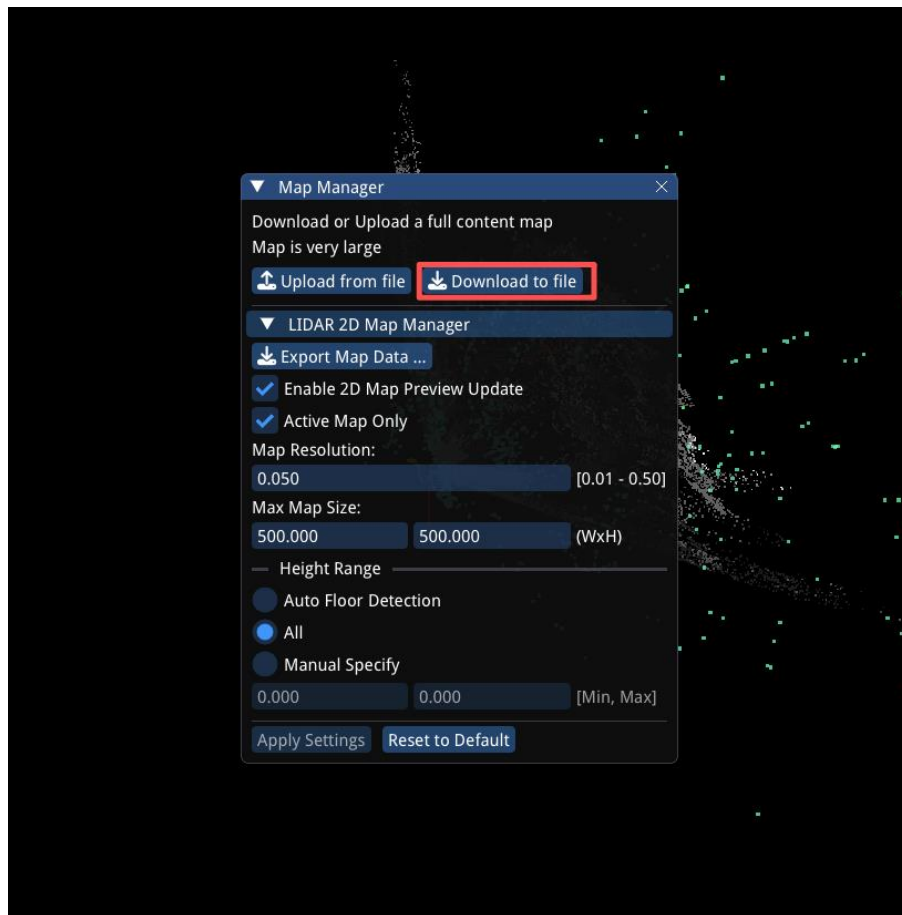 Map Manager
Download or Upload a full content map
Map is very large
Upload from file Download to file
LIDAR 2D Map Manager
Export Map Data ...
Enable 2D Map Preview Update
Active Map Only
Map Resolution:
0.050 [0.01 - 0.50]
Max Map Size:
500.000 500.000 (WxH)
Height Range
Auto Floor Detection
All
Manual Specify
0.000 0.000 [Min, Max]
Apply Settings Reset to Default